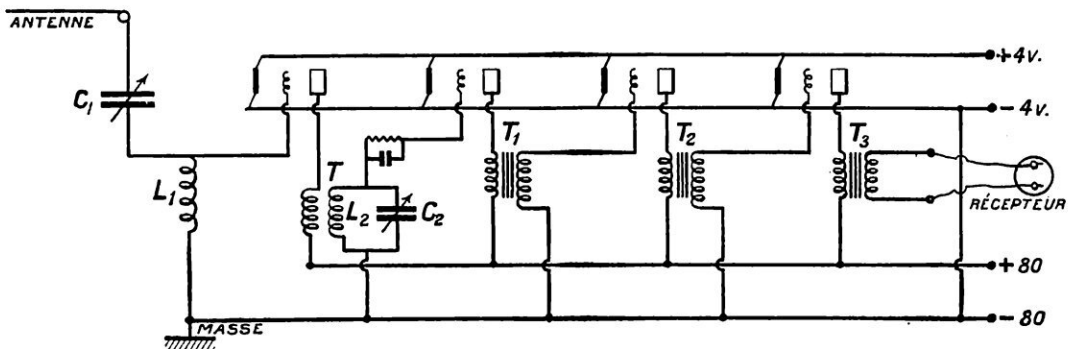 ANTENNE
C1
L1
T
L2
C2
T1
T2
T3
+4v.
-4v.
RÉCEPTEUR
+80
-80
MASSE